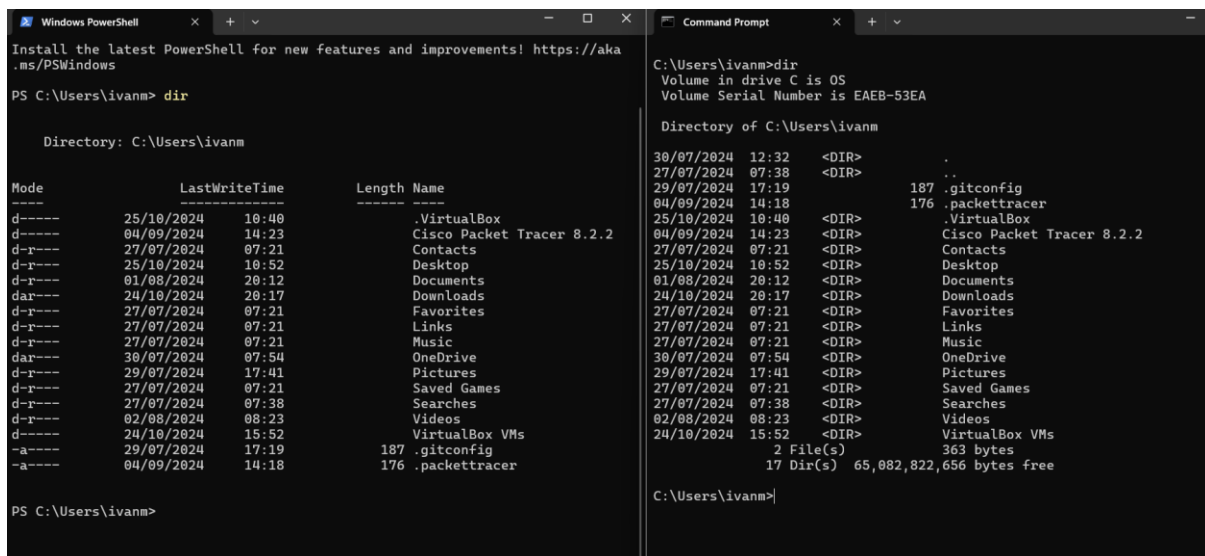 Windows PowerShell
Install the latest PowerShell for new features and improvements! https://aka
.ms/PSWindows
PS C:\Users\ivanm> dir
Directory: C:\Users\ivanm
Mode LastWriteTime Length Name
---- ------------- ------ ----
d----- 25/10/2024 10:40 .VirtualBox
d----- 04/09/2024 14:23 Cisco Packet Tracer 8.2.2
d-r--- 27/07/2024 07:21 Contacts
d-r--- 25/10/2024 10:52 Desktop
d-r--- 01/08/2024 20:12 Documents
dar--- 24/10/2024 20:17 Downloads
d-r--- 27/07/2024 07:21 Favorites
d-r--- 27/07/2024 07:21 Links
d-r--- 27/07/2024 07:21 Music
dar--- 30/07/2024 07:54 OneDrive
d-r--- 29/07/2024 17:41 Pictures
d-r--- 27/07/2024 07:21 Saved Games
d-r--- 27/07/2024 07:38 Searches
d-r--- 02/08/2024 08:23 Videos
d----- 24/10/2024 15:52 VirtualBox VMs
-a---- 29/07/2024 17:19 187 .gitconfig
-a---- 04/09/2024 14:18 176 .packettracer
PS C:\Users\ivanm>
Command Prompt
C:\Users\ivanm>dir
Volume in drive C is OS
Volume Serial Number is EAEB-53EA
Directory of C:\Users\ivanm
30/07/2024 12:32 <DIR> .
27/07/2024 07:38 <DIR> ..
29/07/2024 17:19 187 .gitconfig
04/09/2024 14:18 176 .packettracer
25/10/2024 10:40 <DIR> .VirtualBox
04/09/2024 14:23 <DIR> Cisco Packet Tracer 8.2.2
27/07/2024 07:21 <DIR> Contacts
25/10/2024 10:52 <DIR> Desktop
01/08/2024 20:12 <DIR> Documents
24/10/2024 20:17 <DIR> Downloads
27/07/2024 07:21 <DIR> Favorites
27/07/2024 07:21 <DIR> Links
27/07/2024 07:21 <DIR> Music
30/07/2024 07:54 <DIR> OneDrive
29/07/2024 17:41 <DIR> Pictures
27/07/2024 07:21 <DIR> Saved Games
27/07/2024 07:38 <DIR> Searches
02/08/2024 08:23 <DIR> Videos
24/10/2024 15:52 <DIR> VirtualBox VMs
2 File(s) 363 bytes
17 Dir(s) 65,082,822,656 bytes free
C:\Users\ivanm>